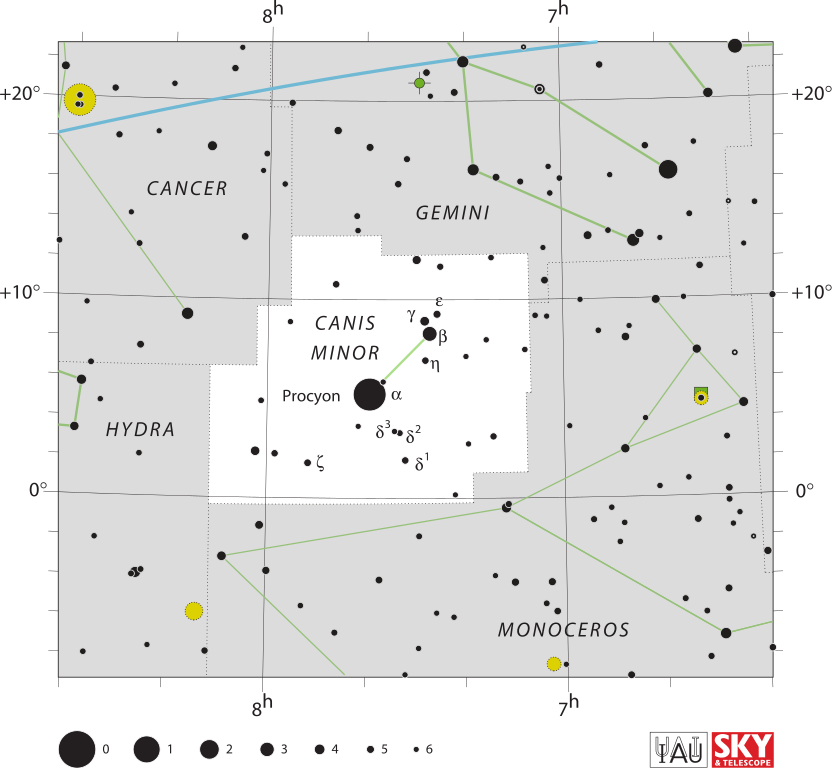 8h 7h
+20° +20°
CANCER
GEMINI
+10° +10°
ε
γ
CANIS
MINOR
β
η
Procyon α
δ3 δ2
HYDRA
ζ δ1
0° 0°
MONOCEROS
8h 7h
0 1 2 3 4 5 6
IAU SKY
& TELESCOPE